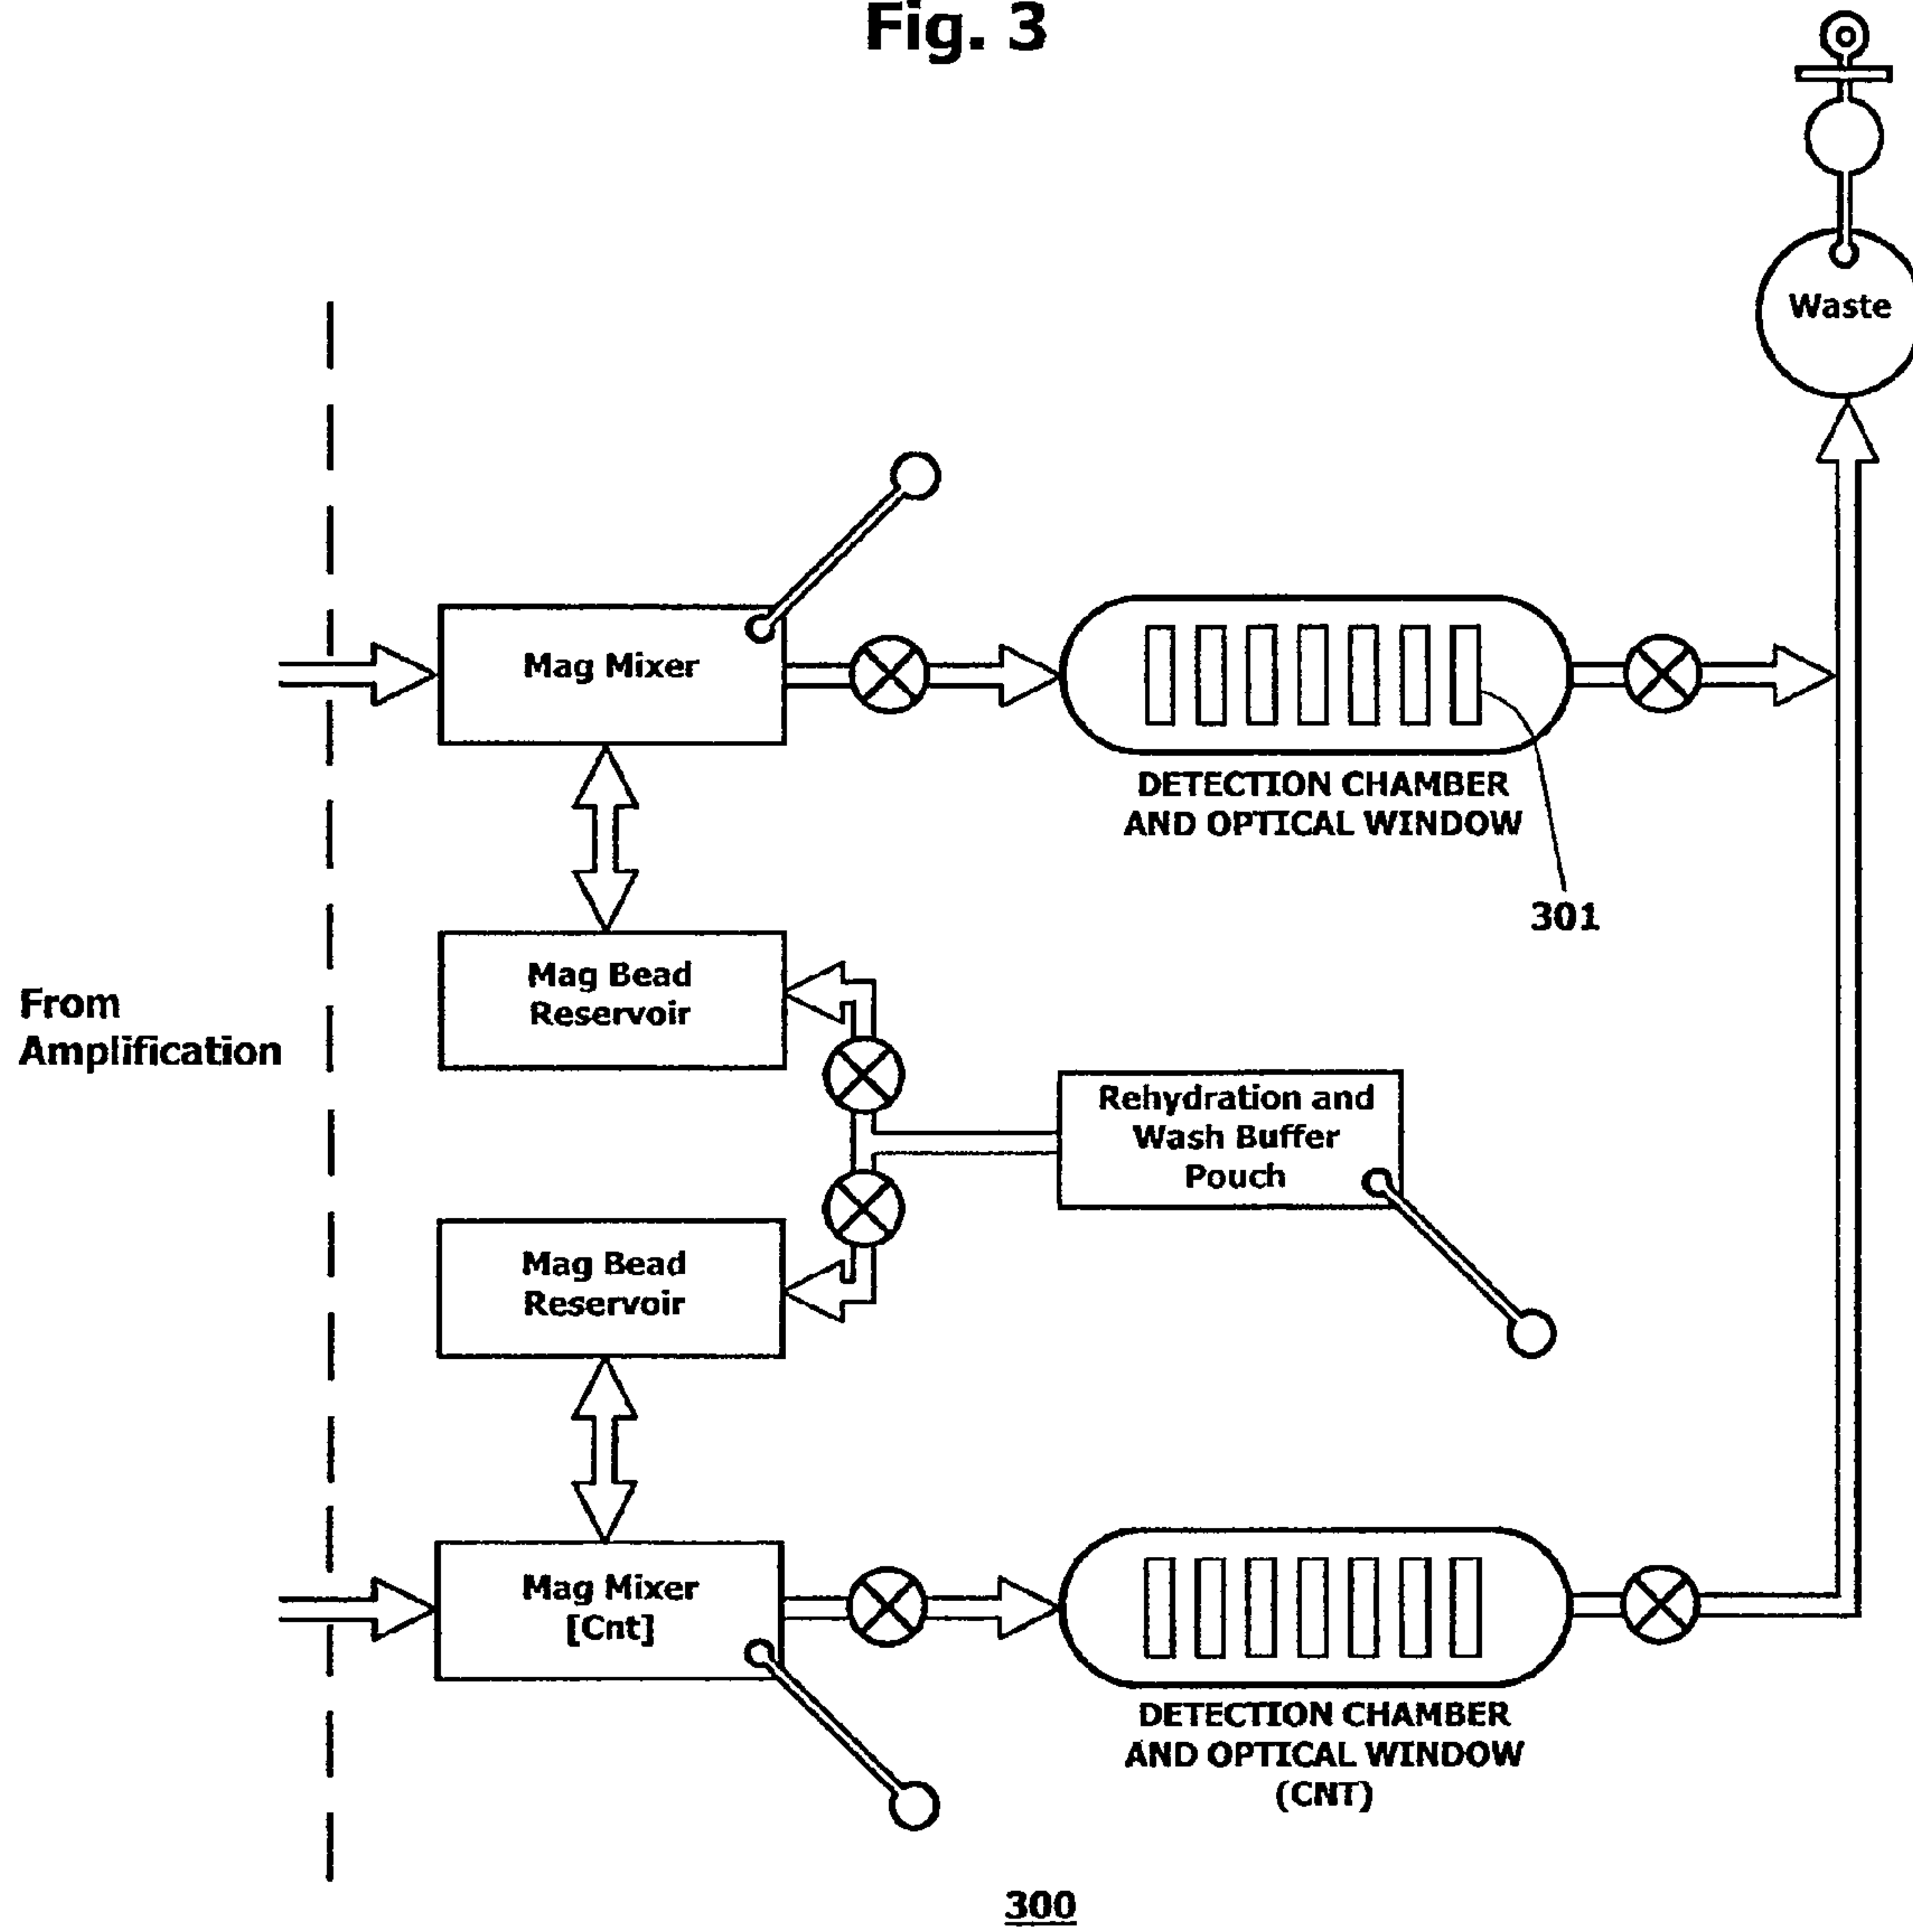 Fig. 3
Waste
Mag Mixer
DETECTION CHAMBER
AND OPTICAL WINDOW
301
Mag Bead
Reservoir
From
Amplification
Rehydration and
Wash Buffer
Pouch
Mag Bead
Reservoir
Mag Mixer
[Cnt]
DETECTION CHAMBER
AND OPTICAL WINDOW
(CNT)
300